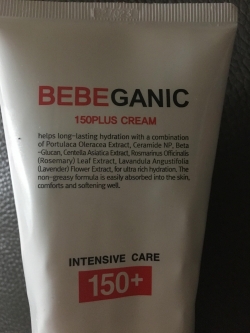 BEBEGANIC
150PLUS CREAM
helps long-lasting hydration with a combination
of Portulaca Oleracea Extract, Ceramide NP, Beta
-Glucan, Centella Asiatica Extract, Rosmarinus Officinalis
(Rosemary) Leaf Extract, Lavandula Angustifolia
(Lavender) Flower Extract, for ultra rich hydration. The
non-greasy formula is easily absorbed into the skin,
comforts and softening well.
INTENSIVE CARE
150+